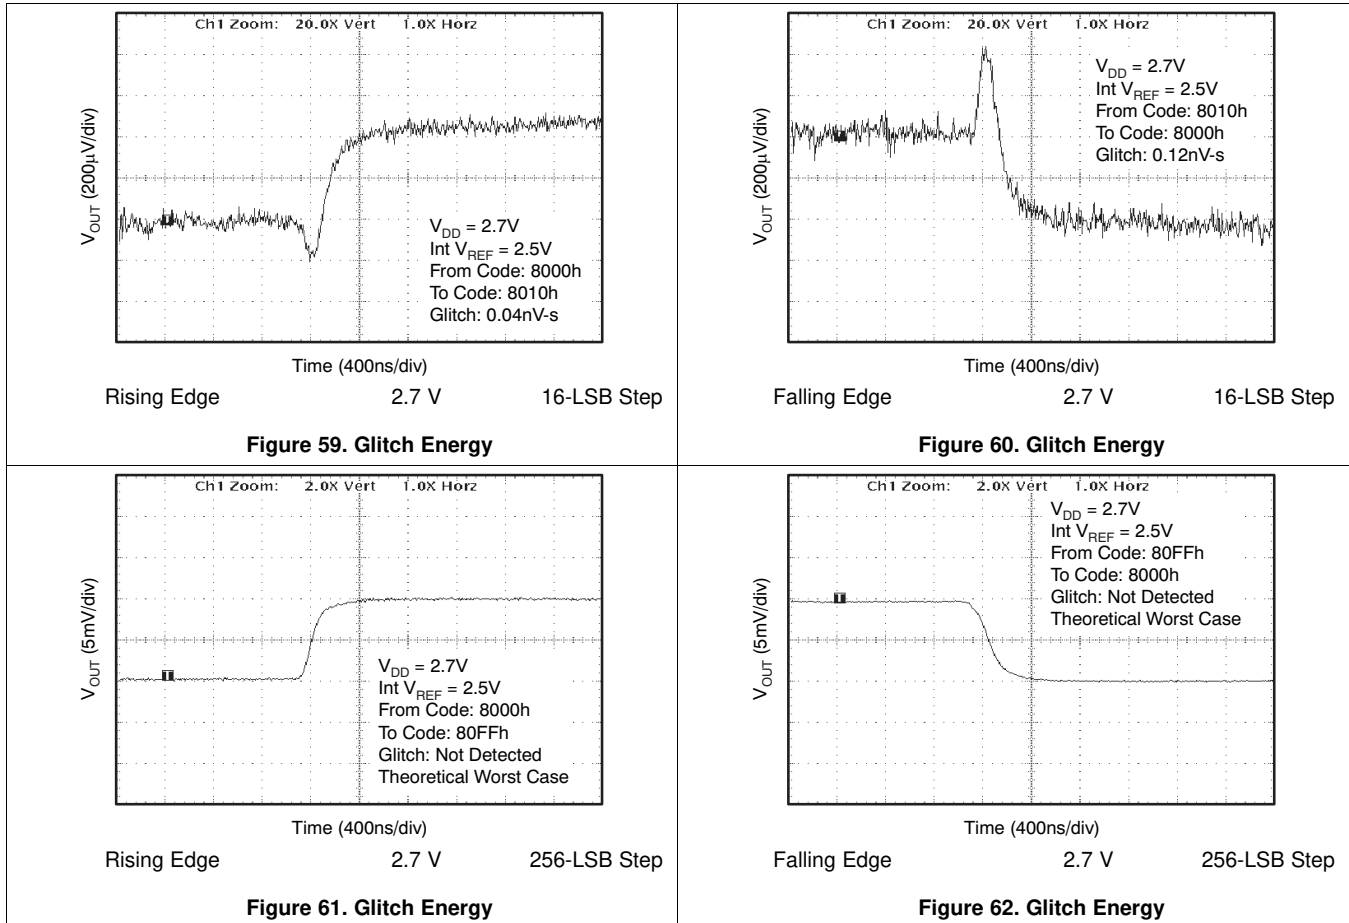 Ch1 Zoom: 20.0X Vert 1.0X Horz
VOUT (200µV/div)
T
VDD = 2.7V
Int VREF = 2.5V
From Code: 8000h
To Code: 8010h
Glitch: 0.04nV-s
Time (400ns/div)
Rising Edge 2.7 V 16-LSB Step
Figure 59. Glitch Energy
Ch1 Zoom: 20.0X Vert 1.0X Horz
VOUT (200µV/div)
T
VDD = 2.7V
Int VREF = 2.5V
From Code: 8010h
To Code: 8000h
Glitch: 0.12nV-s
Time (400ns/div)
Falling Edge 2.7 V 16-LSB Step
Figure 60. Glitch Energy
Ch1 Zoom: 2.0X Vert 1.0X Horz
VOUT (5mV/div)
T
VDD = 2.7V
Int VREF = 2.5V
From Code: 8000h
To Code: 80FFh
Glitch: Not Detected
Theoretical Worst Case
Time (400ns/div)
Rising Edge 2.7 V 256-LSB Step
Figure 61. Glitch Energy
Ch1 Zoom: 2.0X Vert 1.0X Horz
VOUT (5mV/div)
T
VDD = 2.7V
Int VREF = 2.5V
From Code: 80FFh
To Code: 8000h
Glitch: Not Detected
Theoretical Worst Case
Time (400ns/div)
Falling Edge 2.7 V 256-LSB Step
Figure 62. Glitch Energy